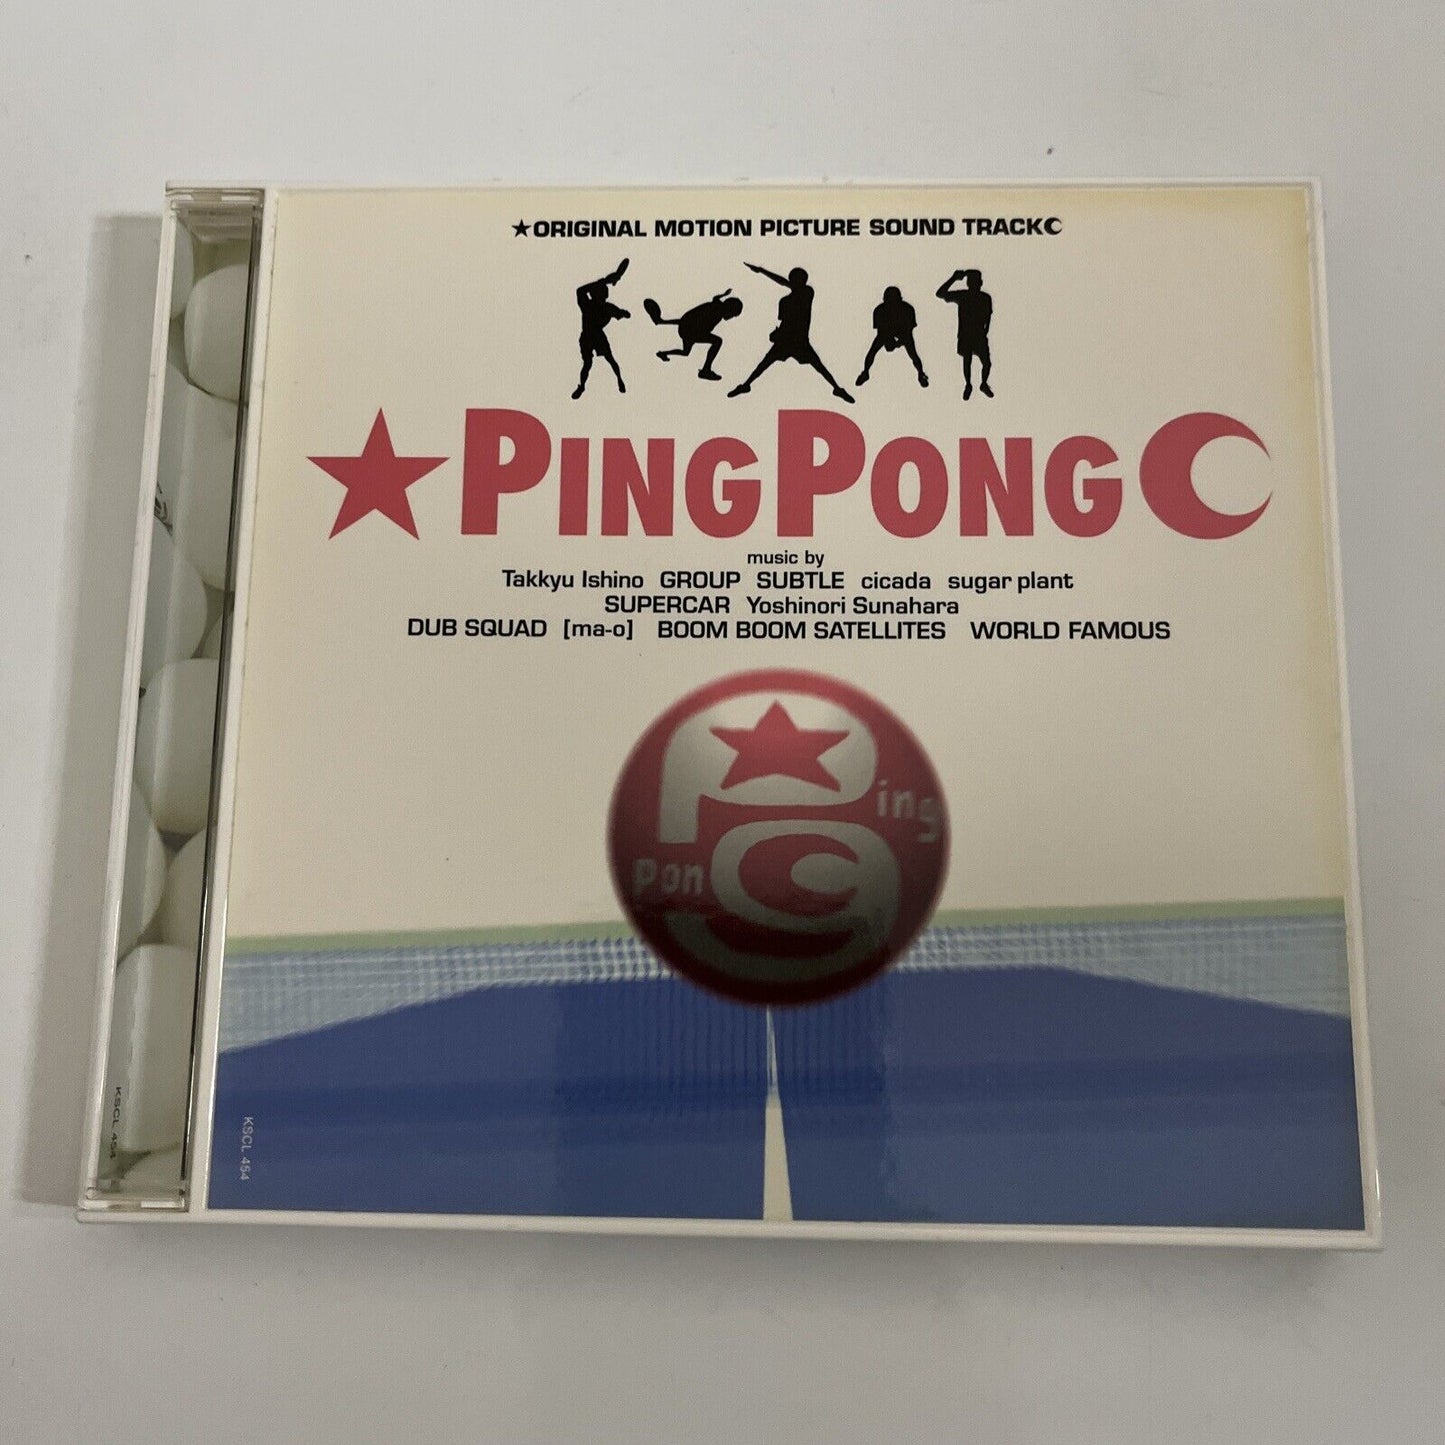 ★ORIGINAL MOTION PICTURE SOUND TRACK☾
★PINGPONG☾
music by
Takkyu Ishino GROUP SUBTLE cicada sugar plant
SUPERCAR Yoshinori Sunahara
DUB SQUAD [ma-o] BOOM BOOM SATELLITES WORLD FAMOUS
Ping
pong
KSCL 454
KSCL 454